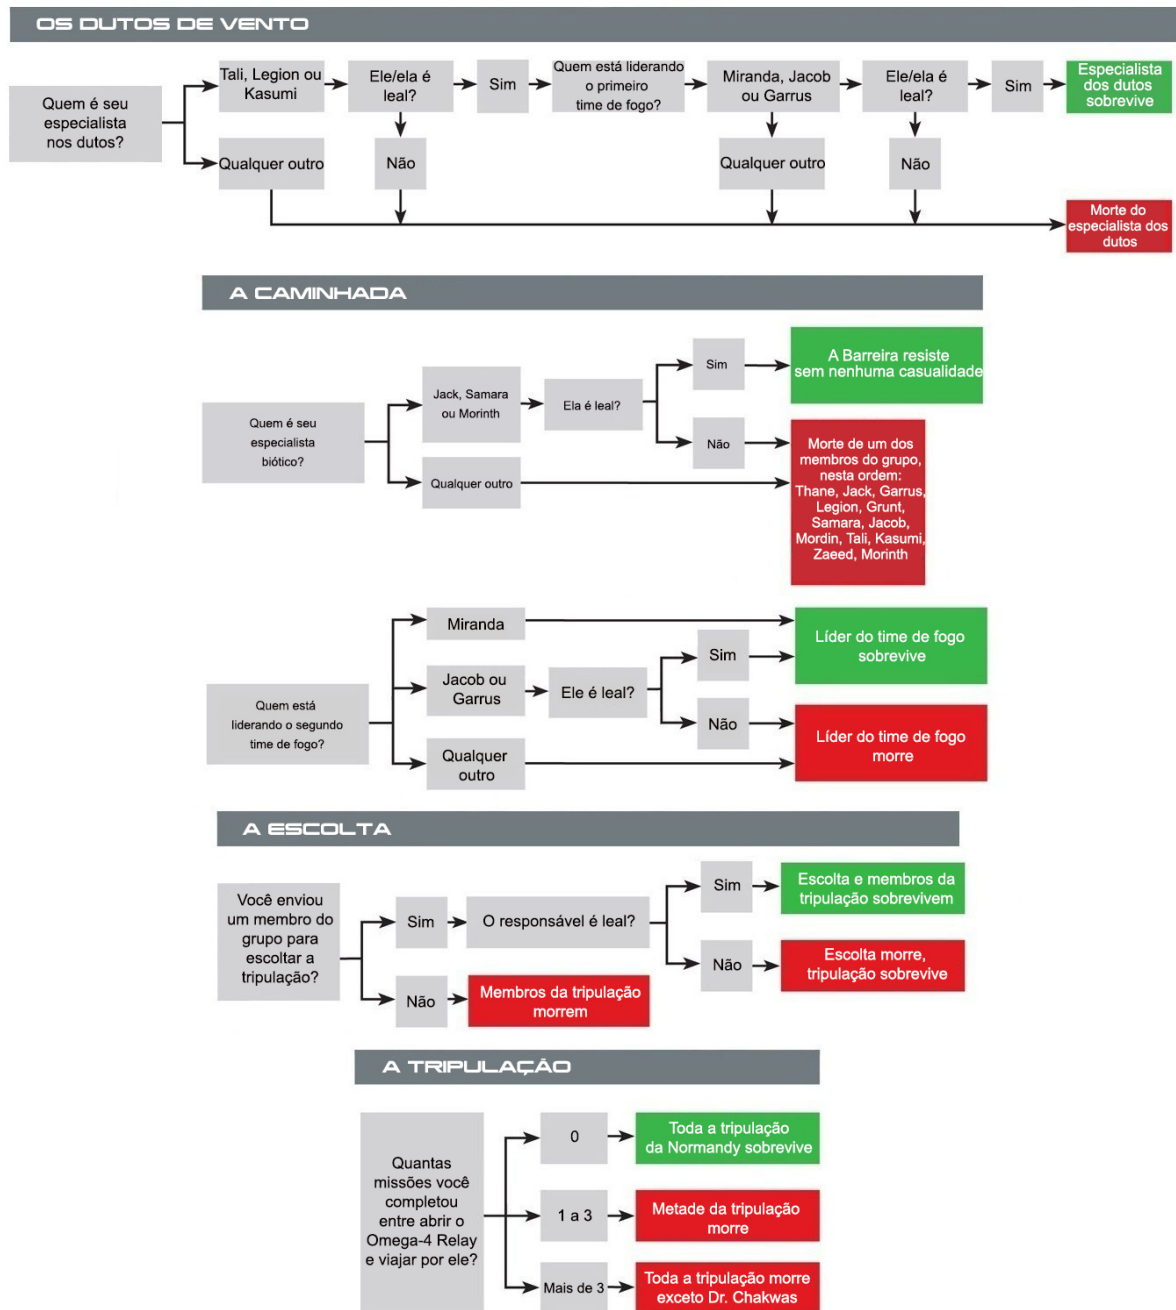 OS DUTOS DE VENTO
Quem é seu
especialista
nos dutos?
Tali, Legion ou
Kasumi
Ele/ela é
leal?
Sim
Quem está liderando
o primeiro
time de fogo?
Miranda, Jacob
ou Garrus
Ele/ela é
leal?
Sim
Especialista
dos dutos
sobrevive
Qualquer outro
Não
Qualquer
outro
Não
Morte do
especialista dos
dutos
A CAMINHADA
Quem é seu
especialista
biótico?
Jack, Samara
ou Morinth
Ela é leal?
Sim
A Barreira resiste
sem nenhuma casualidade
Não
Qualquer outro
Morte de um dos
membros do grupo,
nesta ordem:
Thane, Jack, Garrus,
Legion, Grunt,
Samara, Jacob,
Mordin, Tali, Kasumi,
Zaeed, Morinth
Quem está
liderando o segundo
time de fogo?
Miranda
Jacob ou
Garrus
Ele é leal?
Sim
Líder do time de fogo
sobrevive
Não
Qualquer
outro
Líder do time de fogo
morre
A ESCOLTA
Você enviou
um membro do
grupo para
escoltar a
tripulação?
Sim
O responsável é leal?
Sim
Escolta e membros da
tripulação sobrevivem
Não
Escolta morre,
tripulação sobrevive
Não
Membros da tripulação
morrem
A TRIPULAÇÃO
Quantas
missões você
completou
entre abrir o
Omega-4 Relay
e viajar por ele?
0
Toda a tripulação
da Normandy sobrevive
1 a 3
Metade da tripulação
morre
Mais de 3
Toda a tripulação morre
exceto Dr. Chakwas